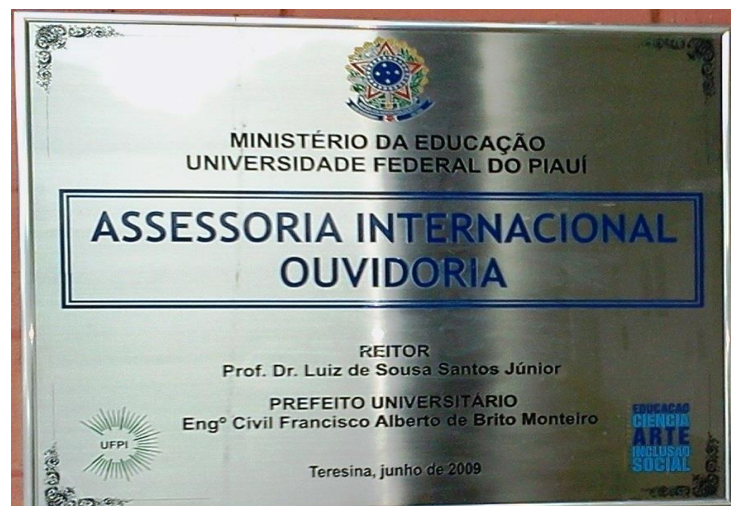 MINISTÉRIO DA EDUCAÇÃO
UNIVERSIDADE FEDERAL DO PIAUÍ
ASSESSORIA INTERNACIONAL
OUVIDORIA
REITOR
Prof. Dr. Luiz de Sousa Santos Júnior
PREFEITO UNIVERSITÁRIO
Engº Civil Francisco Alberto de Brito Monteiro
UFPI
EDUCAÇÃO
CIÊNCIA
ARTE
INCLUSÃO
SOCIAL
Teresina, junho de 2009